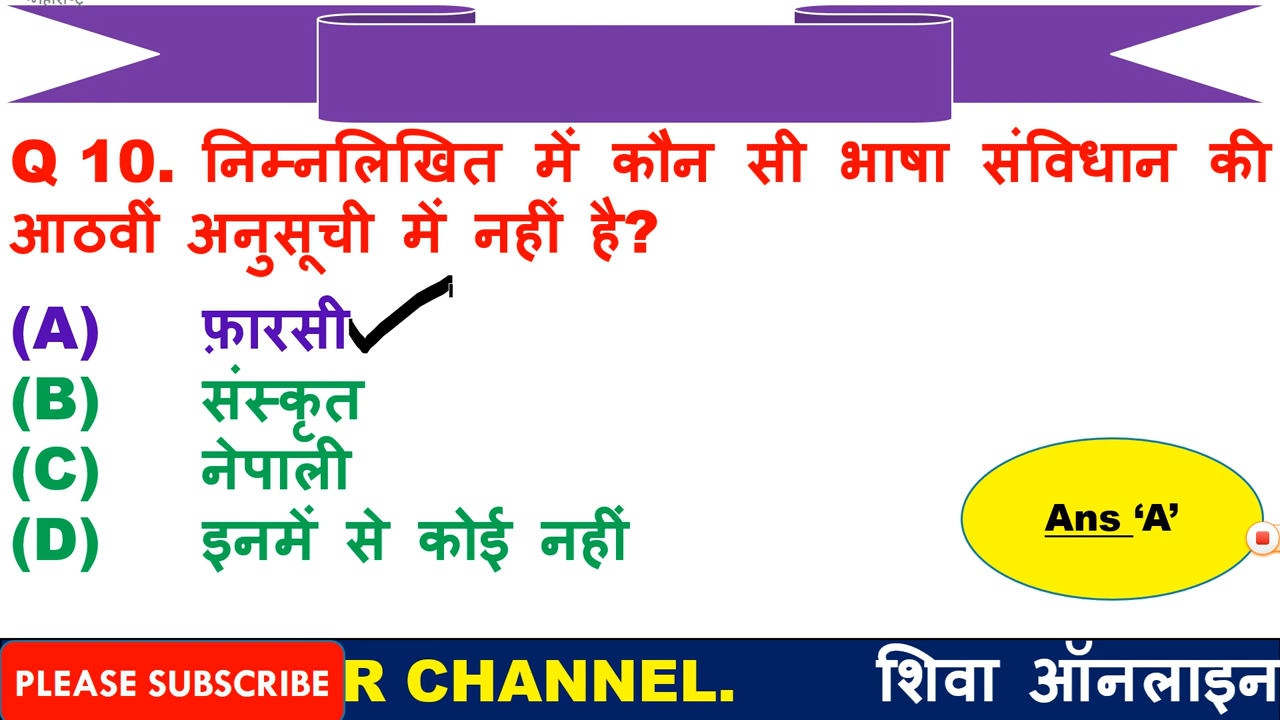 Q 10. निम्नलिखित में कौन सी भाषा संविधान की
आठवीं अनुसूची में नहीं है?
(A) फ़ारसी
(B) संस्कृत
(C) नेपाली
(D) इनमें से कोई नहीं
Ans ‘A’
PLEASE SUBSCRIBE R CHANNEL. शिवा ऑनलाइन